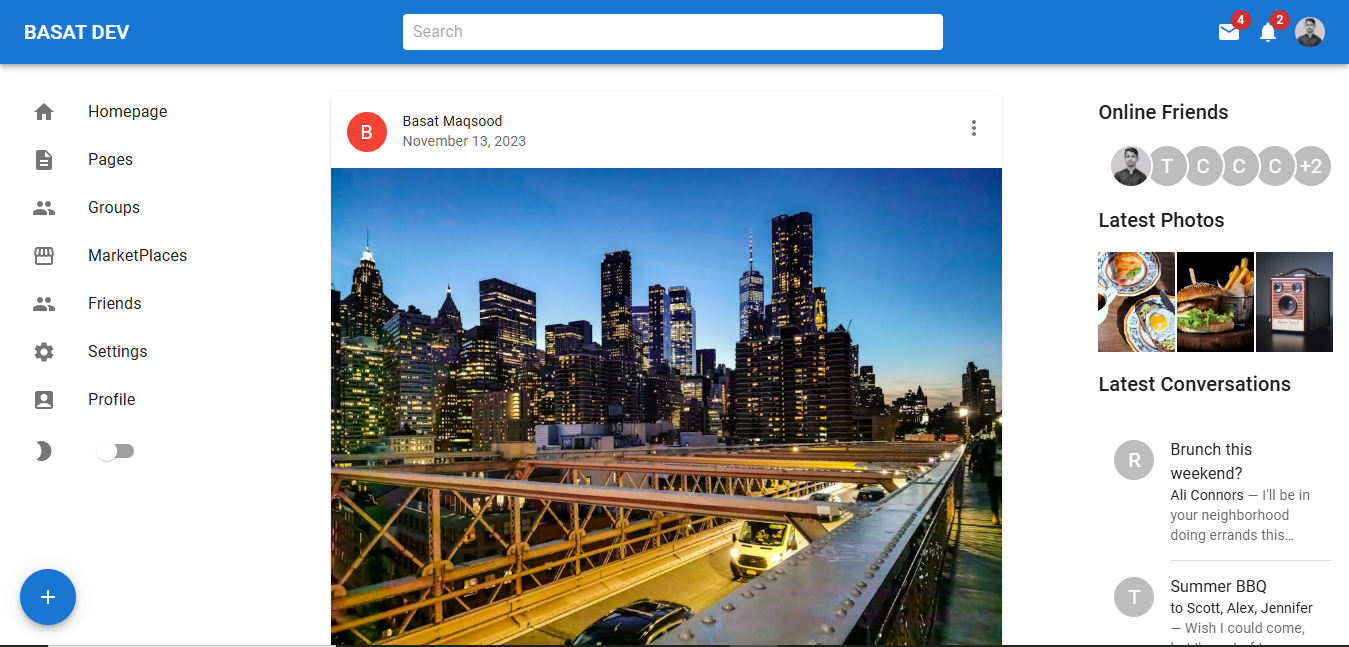 BASAT DEV
Search
4
2
Homepage
Pages
Groups
MarketPlaces
Friends
Settings
Profile
B
Basat Maqsood
November 13, 2023
Online Friends
T
C
C
C
+2
Latest Photos
Latest Conversations
R
Brunch this
weekend?
Ali Connors — I'll be in
your neighborhood
doing errands this…
T
Summer BBQ
to Scott, Alex, Jennifer
— Wish I could come,